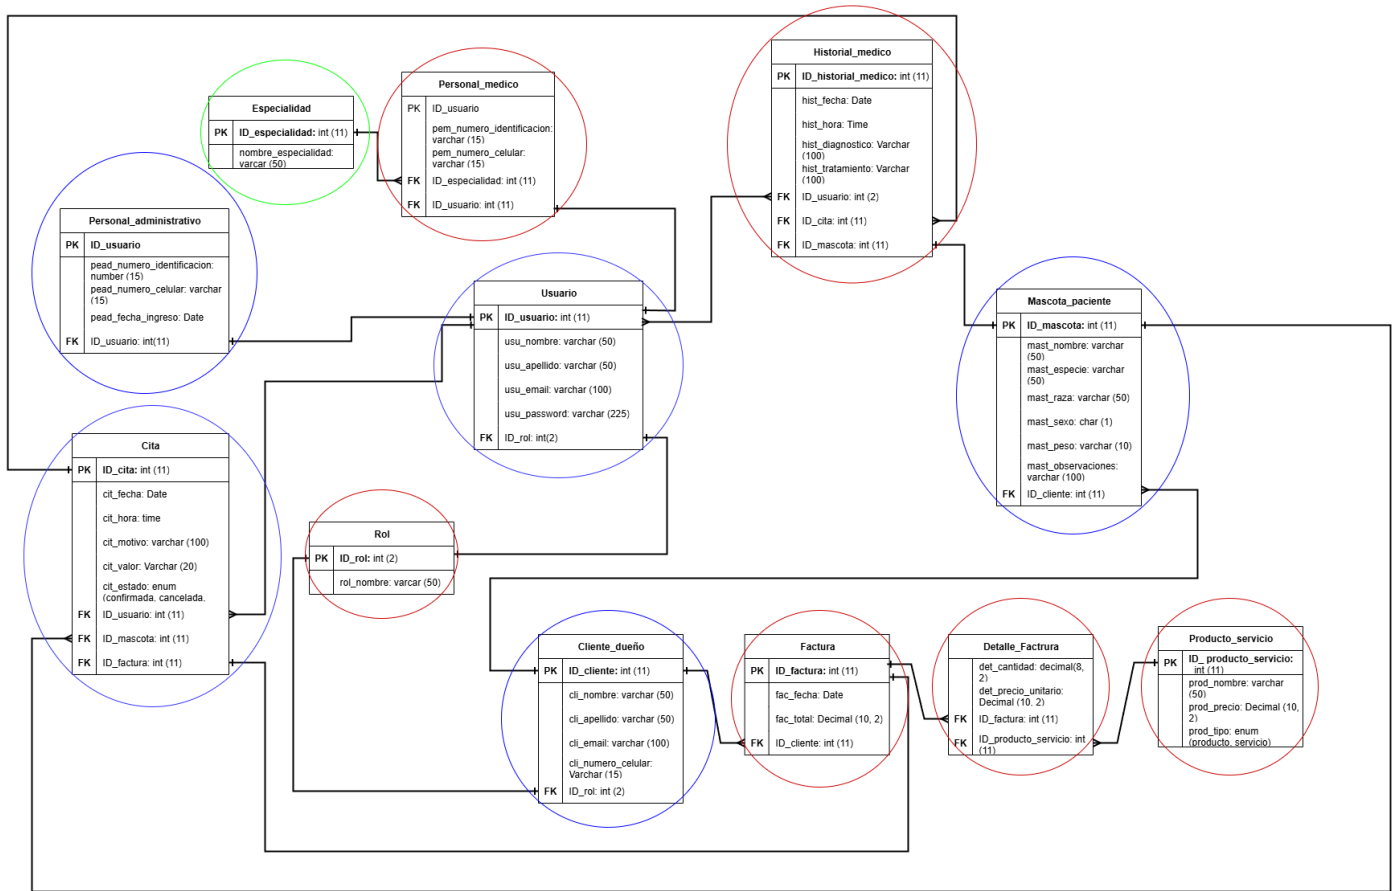 Historial_medico
PK ID_historial_medico: int (11)
hist_fecha: Date
hist_hora: Time
hist_diagnostico: Varchar
(100)
hist_tratamiento: Varchar
(100)
FK ID_usuario: int (2)
FK ID_cita: int (11)
FK ID_mascota: int (11)
Especialidad
PK ID_especialidad: int (11)
nombre_especialidad:
varcar (50)
Personal_medico
PK ID_usuario
pem_numero_identificacion:
varchar (15)
pem_numero_celular:
varchar (15)
FK ID_especialidad: int (11)
FK ID_usuario: int (11)
Personal_administrativo
PK ID_usuario
pead_numero_identificacion:
number (15)
pead_numero_celular: varchar
(15)
pead_fecha_ingreso: Date
FK ID_usuario: int(11)
Usuario
PK ID_usuario: int (11)
usu_nombre: varchar (50)
usu_apellido: varchar (50)
usu_email: varchar (100)
usu_password: varchar (225)
FK ID_rol: int(2)
Mascota_paciente
PK ID_mascota: int (11)
mast_nombre: varchar
(50)
mast_especie: varchar
(50)
mast_raza: varchar (50)
mast_sexo: char (1)
mast_peso: varchar (10)
mast_observaciones:
varchar (100)
FK ID_cliente: int (11)
Cita
PK ID_cita: int (11)
cit_fecha: Date
cit_hora: time
cit_motivo: varchar (100)
cit_valor: Varchar (20)
cit_estado: enum
(confirmada, cancelada,
FK ID_usuario: int (11)
FK ID_mascota: int (11)
FK ID_factura: int (11)
Rol
PK ID_rol: int (2)
rol_nombre: varcar (50)
Cliente_dueño
PK ID_cliente: int (11)
cli_nombre: varchar (50)
cli_apellido: varchar (50)
cli_email: varchar (100)
cli_numero_celular:
Varchar (15)
FK ID_rol: int (2)
Factura
PK ID_factura: int (11)
fac_fecha: Date
fac_total: Decimal (10, 2)
FK ID_cliente: int (11)
Detalle_Factrura
det_cantidad: decimal(8,
2)
det_precio_unitario:
Decimal (10, 2)
FK ID_factura: int (11)
FK ID_producto_servicio: int
(11)
Producto_servicio
PK ID_ producto_servicio:
int (11)
prod_nombre: varchar
(50)
prod_precio: Decimal (10,
2)
prod_tipo: enum
(producto, servicio)